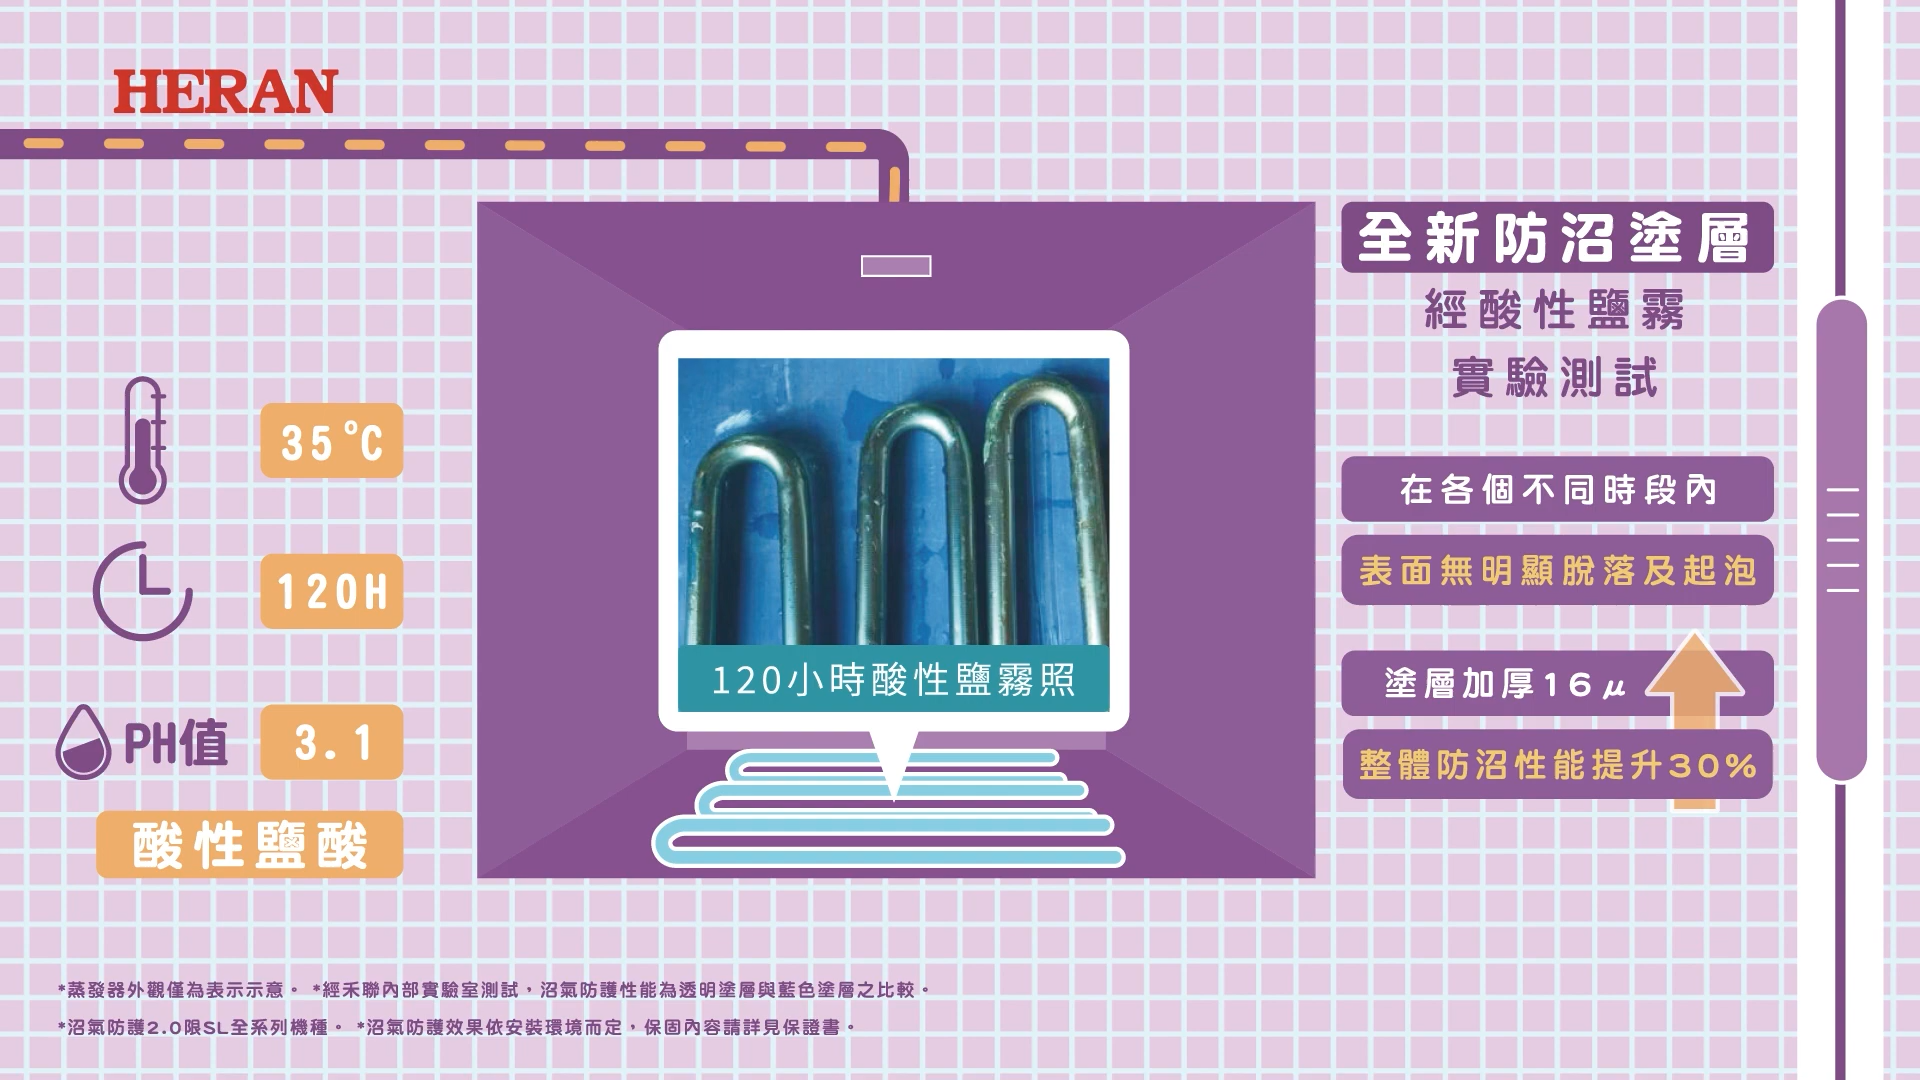 HERAN
35°C
120H
PH值
3.1
酸性鹽酸
120小時酸性鹽霧照
全新防沼塗層
經酸性鹽霧
實驗測試
在各個不同時段內
表面無明顯脫落及起泡
塗層加厚16μ
整體防沼性能提升30%
*蒸發器外觀僅為表示示意。 *經禾聯內部實驗室測試，沼氣防護性能為透明塗層與藍色塗層之比較。
*沼氣防護2.0限SL全系列機種。 *沼氣防護效果依安裝環境而定，保固內容請詳見保證書。